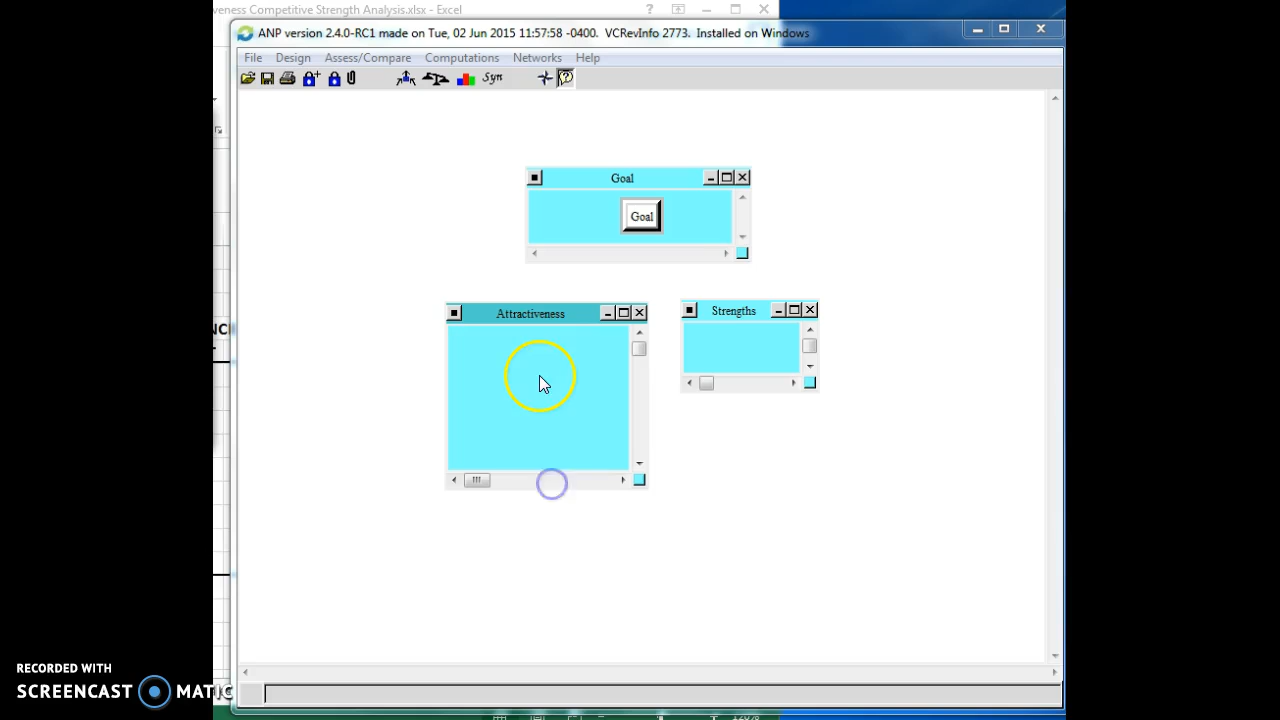 veness Competitive Strength Analysis.xlsx - Excel
ANP version 2.4.0-RC1 made on Tue, 02 Jun 2015 11:57:58 -0400. VCRevInfo 2773. Installed on Windows
File Design Assess/Compare Computations Networks Help
Syn
Goal
Goal
Attractiveness
Strengths
RECORDED WITH
SCREENCAST MATIC